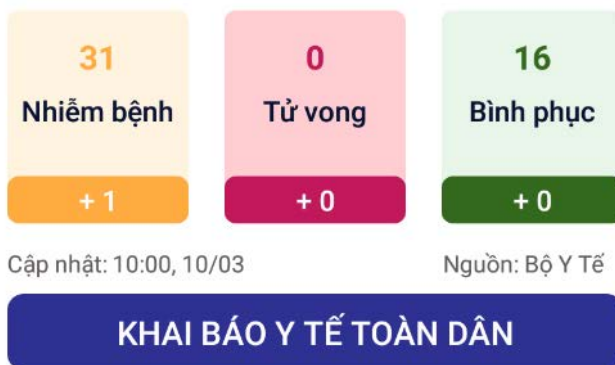 31
0
16
Nhiễm bệnh
Tử vong
Bình phục
+ 1
+ 0
+ 0
Cập nhật: 10:00, 10/03
Nguồn: Bộ Y Tế
KHAI BÁO Y TẾ TOÀN DÂN